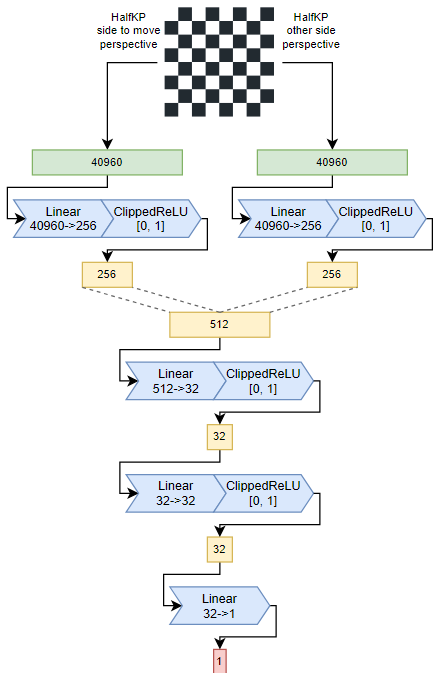 HalfKP
side to move
perspective
HalfKP
other side
perspective
40960
40960
Linear
40960->256
ClippedReLU
[0, 1]
Linear
40960->256
ClippedReLU
[0, 1]
256
256
512
Linear
512->32
ClippedReLU
[0, 1]
32
Linear
32->32
ClippedReLU
[0, 1]
32
Linear
32->1
1